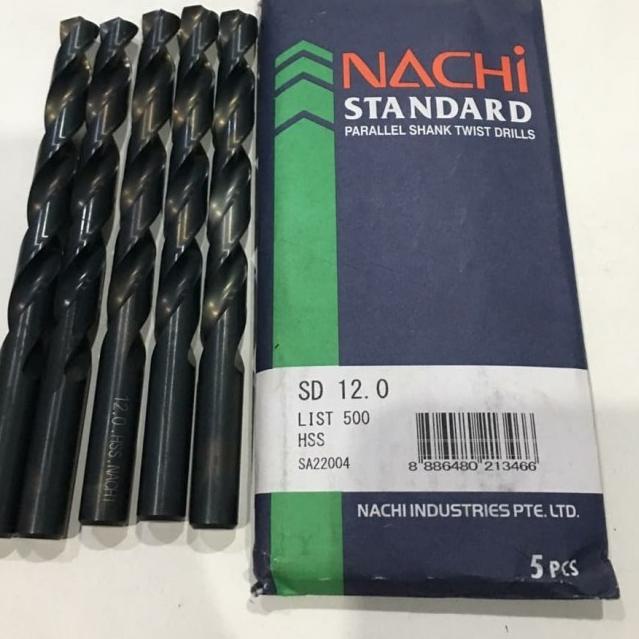 NACHi
STANDARD
PARALLEL SHANK TWIST DRILLS
SD 12.0
LIST 500
HSS
SA22004
8 886480 213466
NACHI INDUSTRIES PTE. LTD.
5 PCS
12.0.HSS.NACHI